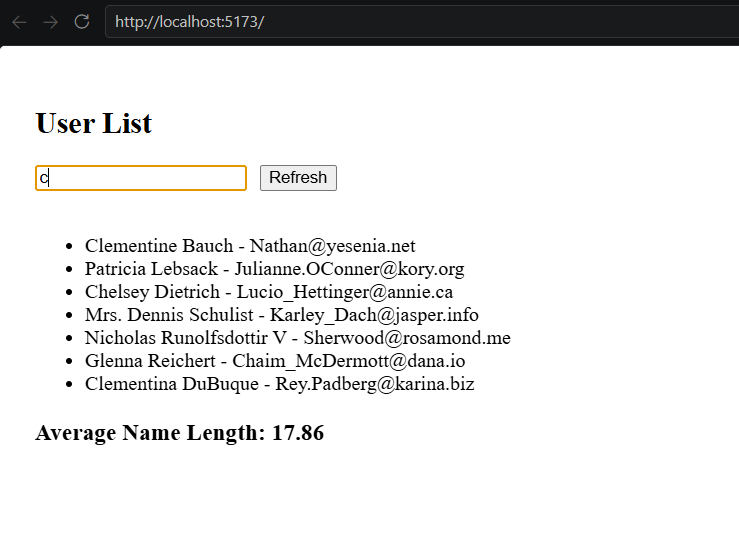 http://localhost:5173/
User List
c
Refresh
Clementine Bauch - Nathan@yesenia.net
Patricia Lebsack - Julianne.OConner@kory.org
Chelsey Dietrich - Lucio_Hettinger@annie.ca
Mrs. Dennis Schulist - Karley_Dach@jasper.info
Nicholas Runolfsdottir V - Sherwood@rosamond.me
Glenna Reichert - Chaim_McDermott@dana.io
Clementina DuBuque - Rey.Padberg@karina.biz
Average Name Length: 17.86